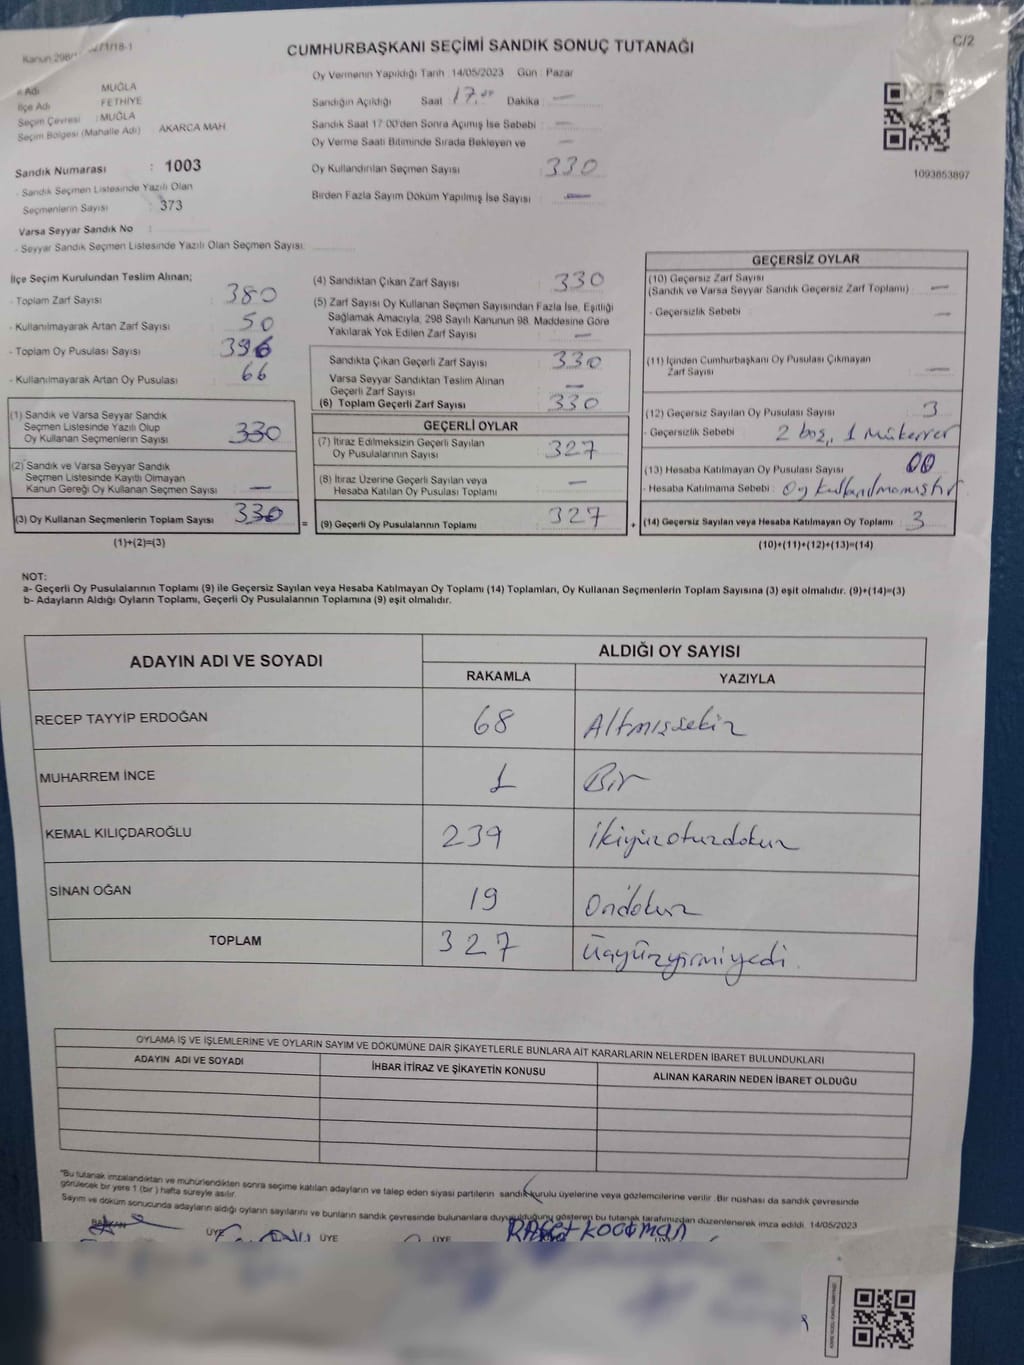 CUMHURBAŞKANI SEÇİMİ SANDIK SONUÇ TUTANAĞI
C/2
Oy Vermenin Yapıldığı Tarih : 14/05/2023 Gün : Pazar
İl Adı MUĞLA
İlçe Adı FETHİYE
Seçim Çevresi : MUĞLA
Seçim Bölgesi (Mahalle Adı) AKARCA MAH
Sandık Numarası : 1003
- Sandık Seçmen Listesinde Yazılı Olan
Seçmenlerin Sayısı : 373
Varsa Seyyar Sandık No :
- Seyyar Sandık Seçmen Listesinde Yazılı Olan Seçmen Sayısı:
Sandığın Açıldığı Saat 17.00 Dakika : —
Sandık Saat 17:00'den Sonra Açımış İse Sebebi : —
Oy Verme Saati Bitiminde Sırada Bekleyen ve —
Oy Kullandırılan Seçmen Sayısı : 330
Birden Fazla Sayım Döküm Yapılmış İse Sayısı : —
1093853897
İlçe Seçim Kurulundan Teslim Alınan;
- Toplam Zarf Sayısı : 380
- Kullanılmayarak Artan Zarf Sayısı : 50
- Toplam Oy Pusulası Sayısı : 396
- Kullanılmayarak Artan Oy Pusulası : 66
(1) Sandık ve Varsa Seyyar Sandık
Seçmen Listesinde Yazılı Olup
Oy Kullanan Seçmenlerin Sayısı : 330
(2) Sandık ve Varsa Seyyar Sandık
Seçmen Listesinde Kayıtlı Olmayan
Kanun Gereği Oy Kullanan Seçmen Sayısı : —
(3) Oy Kullanan Seçmenlerin Toplam Sayısı : 330
(1)+(2)=(3)
(4) Sandıktan Çıkan Zarf Sayısı : 330
(5) Zarf Sayısı Oy Kullanan Seçmen Sayısından Fazla İse, Eşitliği
Sağlamak Amacıyla, 298 Sayılı Kanunun 98. Maddesine Göre
Yakılarak Yok Edilen Zarf Sayısı : —
Sandıkta Çıkan Geçerli Zarf Sayısı : 330
Varsa Seyyar Sandıktan Teslim Alınan
Geçerli Zarf Sayısı : —
(6) Toplam Geçerli Zarf Sayısı : 330
GEÇERLİ OYLAR
(7) İtiraz Edilmeksizin Geçerli Sayılan
Oy Pusulalarının Sayısı : 327
(8) İtiraz Üzerine Geçerli Sayılan veya
Hesaba Katılan Oy Pusulası Toplamı : —
= (9) Geçerli Oy Pusulalarının Toplamı : 327 +
GEÇERSİZ OYLAR
(10) Geçersiz Zarf Sayısı
(Sandık ve Varsa Seyyar Sandık Geçersiz Zarf Toplamı) : —
- Geçersizlik Sebebi : —
(11) İçinden Cumhurbaşkanı Oy Pusulası Çıkmayan
Zarf Sayısı : —
(12) Geçersiz Sayılan Oy Pusulası Sayısı : 3
- Geçersizlik Sebebi : 2 boş, 1 Mükerrer
(13) Hesaba Katılmayan Oy Pusulası Sayısı : 00
- Hesaba Katılmama Sebebi : Oy kullanılmamıştır
(14) Geçersiz Sayılan veya Hesaba Katılmayan Oy Toplamı : 3
(10)+(11)+(12)+(13)=(14)
NOT:
a- Geçerli Oy Pusulalarının Toplamı (9) ile Geçersiz Sayılan veya Hesaba Katılmayan Oy Toplamı (14) Toplamları, Oy Kullanan Seçmenlerin Toplam Sayısına (3) eşit olmalıdır. (9)+(14)=(3)
b- Adayların Aldığı Oyların Toplamı, Geçerli Oy Pusulalarının Toplamına (9) eşit olmalıdır.
ADAYIN ADI VE SOYADI
ALDIĞI OY SAYISI
RAKAMLA YAZIYLA
RECEP TAYYİP ERDOĞAN 68 Altmışsekiz
MUHARREM İNCE 1 Bir
KEMAL KILIÇDAROĞLU 239 İkiyüzotuzdokuz
SİNAN OĞAN 19 Ondokuz
TOPLAM 327 Üçyüzyirmiyedi.
OYLAMA İŞ VE İŞLEMLERİNE VE OYLARIN SAYIM VE DÖKÜMÜNE DAİR ŞİKAYETLERLE BUNLARA AİT KARARLARIN NELERDEN İBARET BULUNDUKLARI
ADAYIN ADI VE SOYADI İHBAR İTİRAZ VE ŞİKAYETİN KONUSU ALINAN KARARIN NEDEN İBARET OLDUĞU
"Bu tutanak imzalandıktan ve mühürlendikten sonra seçime katılan adayların ve talep eden siyasi partilerin sandık kurulu üyelerine veya gözlemcilerine verilir. Bir nüshası da sandık çevresinde
görülecek bir yere 1 (bir) hafta süreyle asılır.
Sayım ve döküm sonucunda adayların aldığı oyların sayılarını ve bunların sandık çevresinde bulunanlara duyurulduğunu gösteren bu tutanak tarafımızdan düzenlenerek imza edildi. 14/05/2023
BAŞKAN ÜYE ÜYE ÜYE